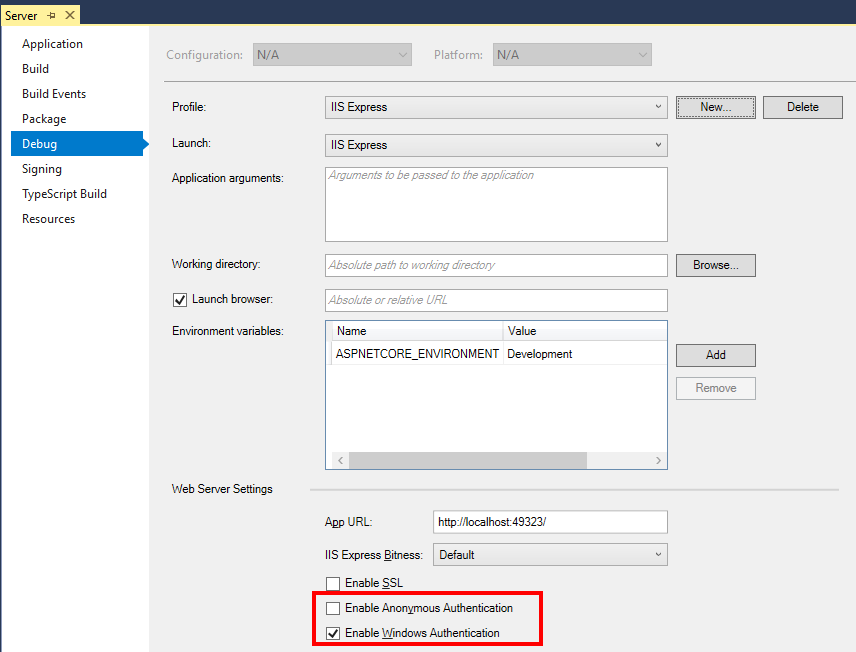 Server
Application
Build
Build Events
Package
Debug
Signing
TypeScript Build
Resources
Configuration: N/A Platform: N/A
Profile: IIS Express New... Delete
Launch: IIS Express
Application arguments: Arguments to be passed to the application
Working directory: Absolute path to working directory Browse...
Launch browser: Absolute or relative URL
Environment variables: Name Value
ASPNETCORE_ENVIRONMENT Development Add
Remove
Web Server Settings
App URL: http://localhost:49323/
IIS Express Bitness: Default
Enable SSL
Enable Anonymous Authentication
Enable Windows Authentication